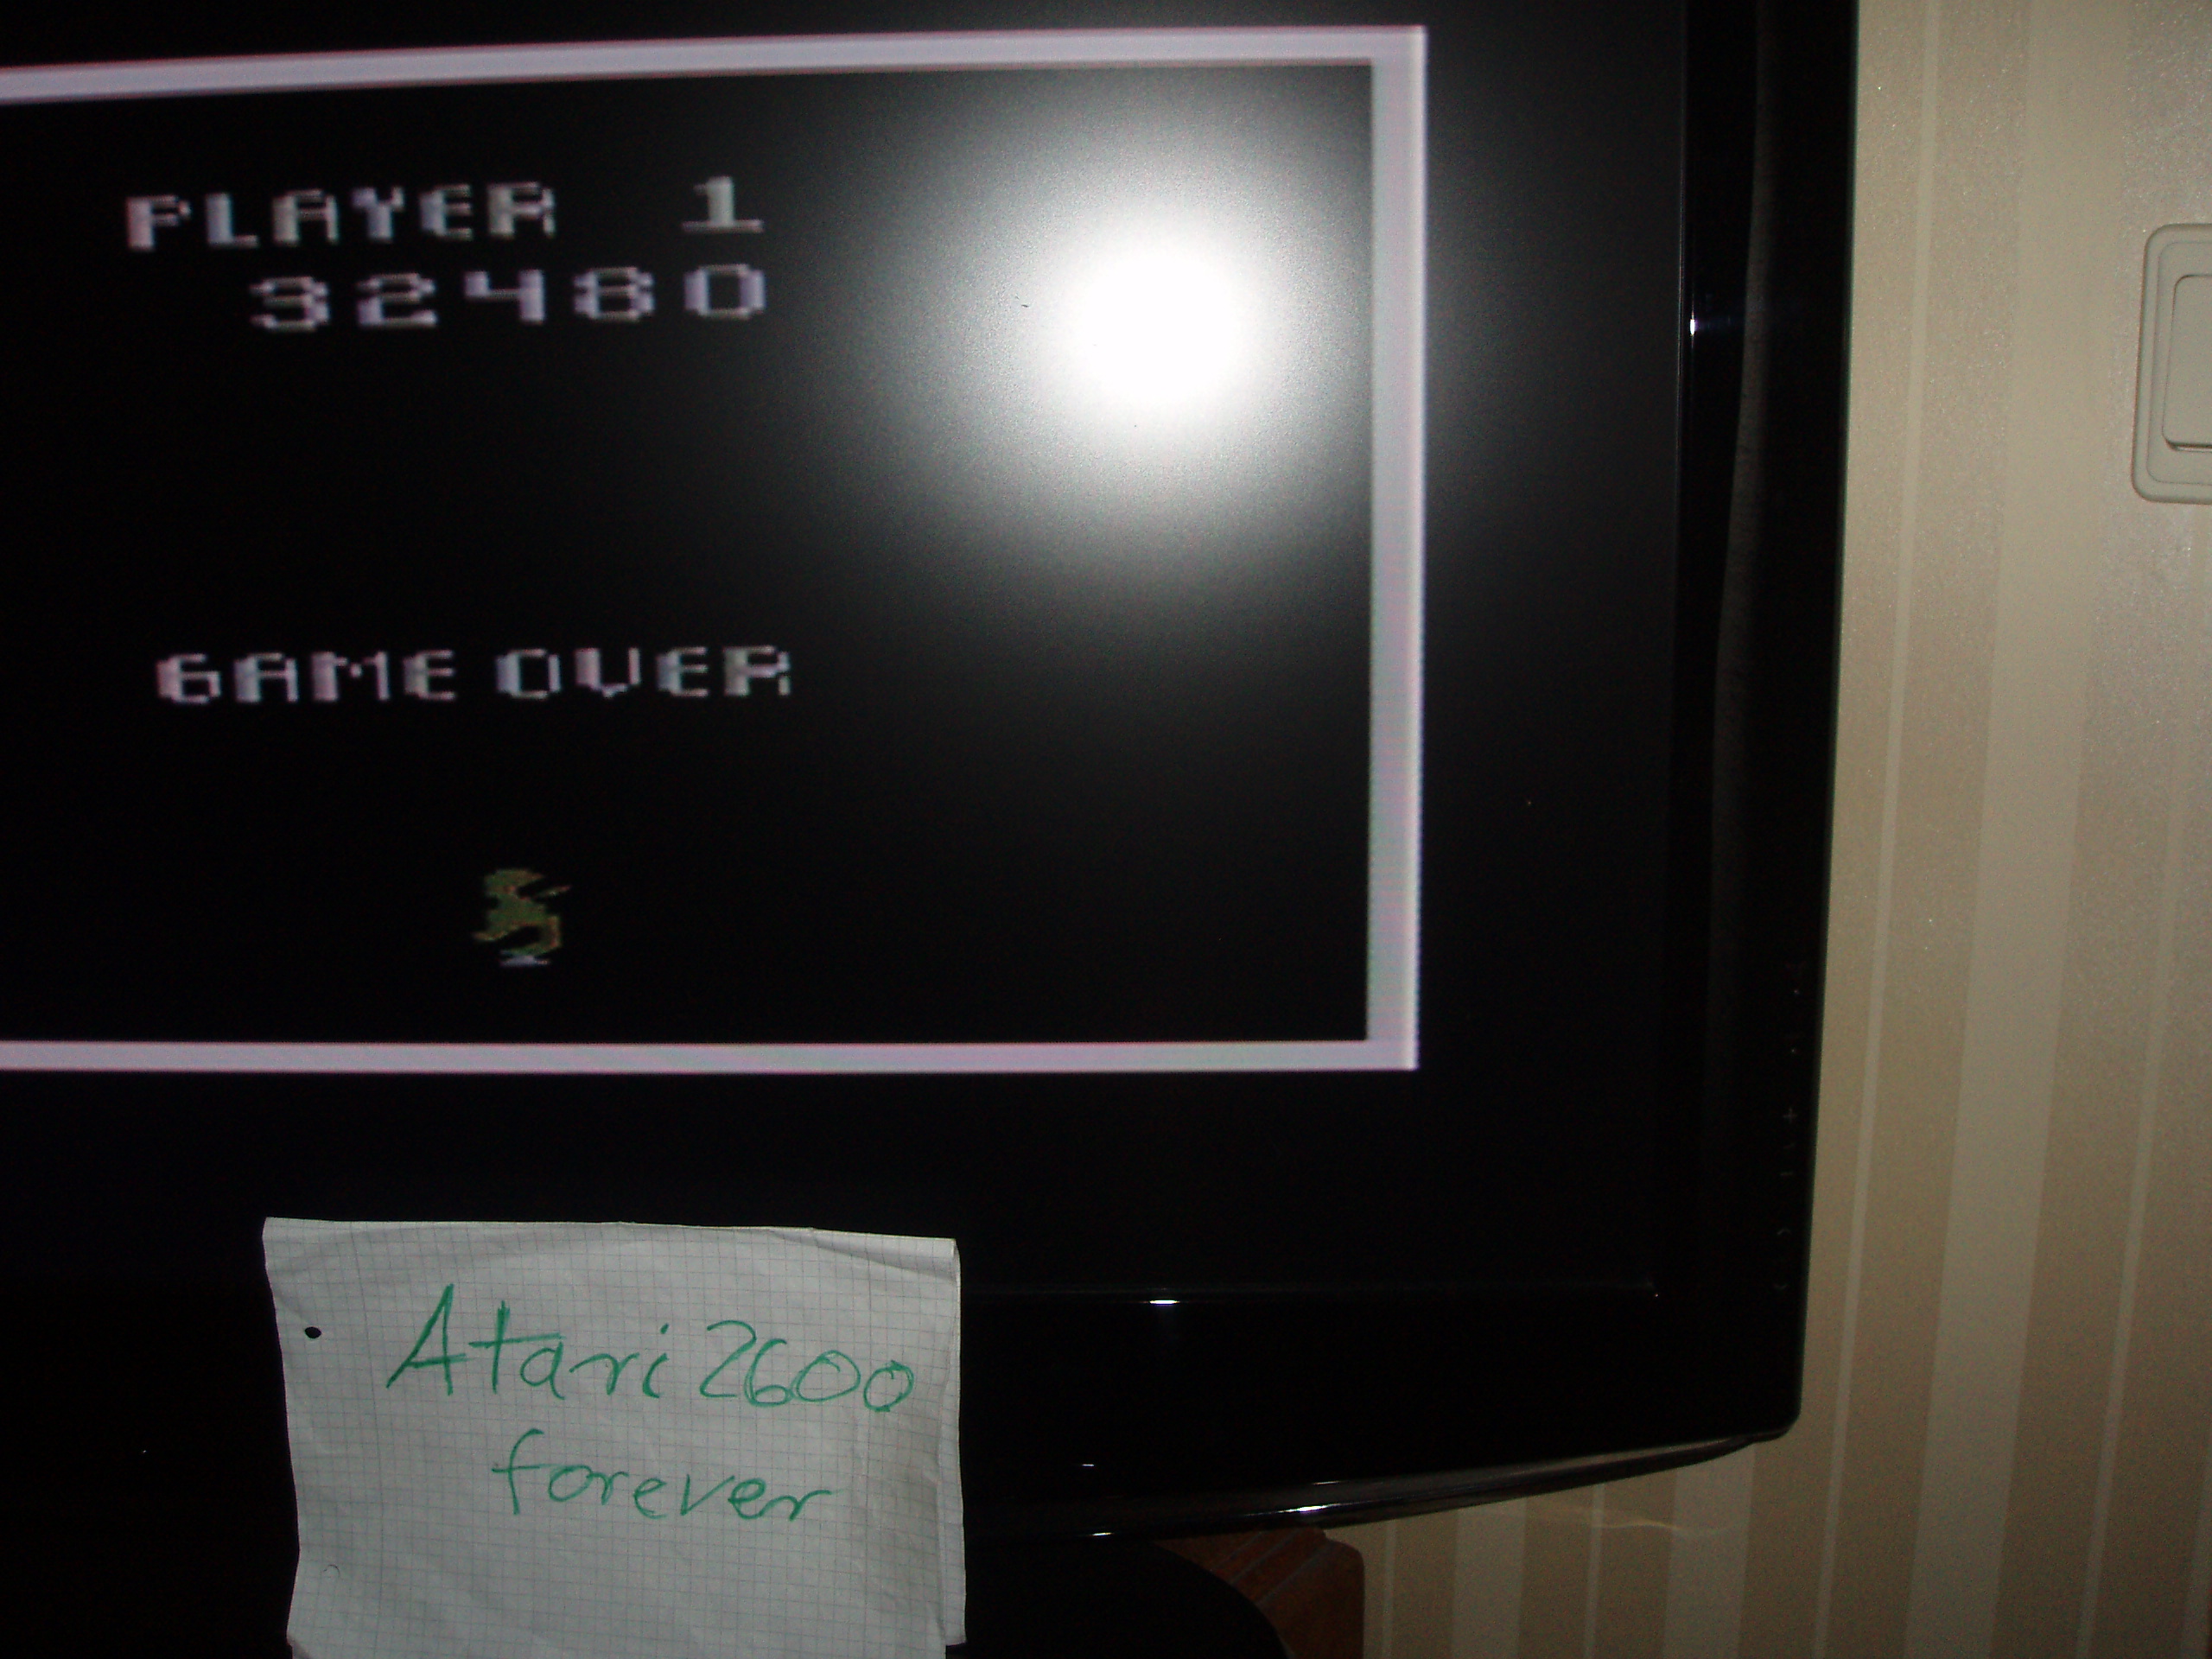 PLAYER 1
32480
GAME OVER
Atari 2600
forever